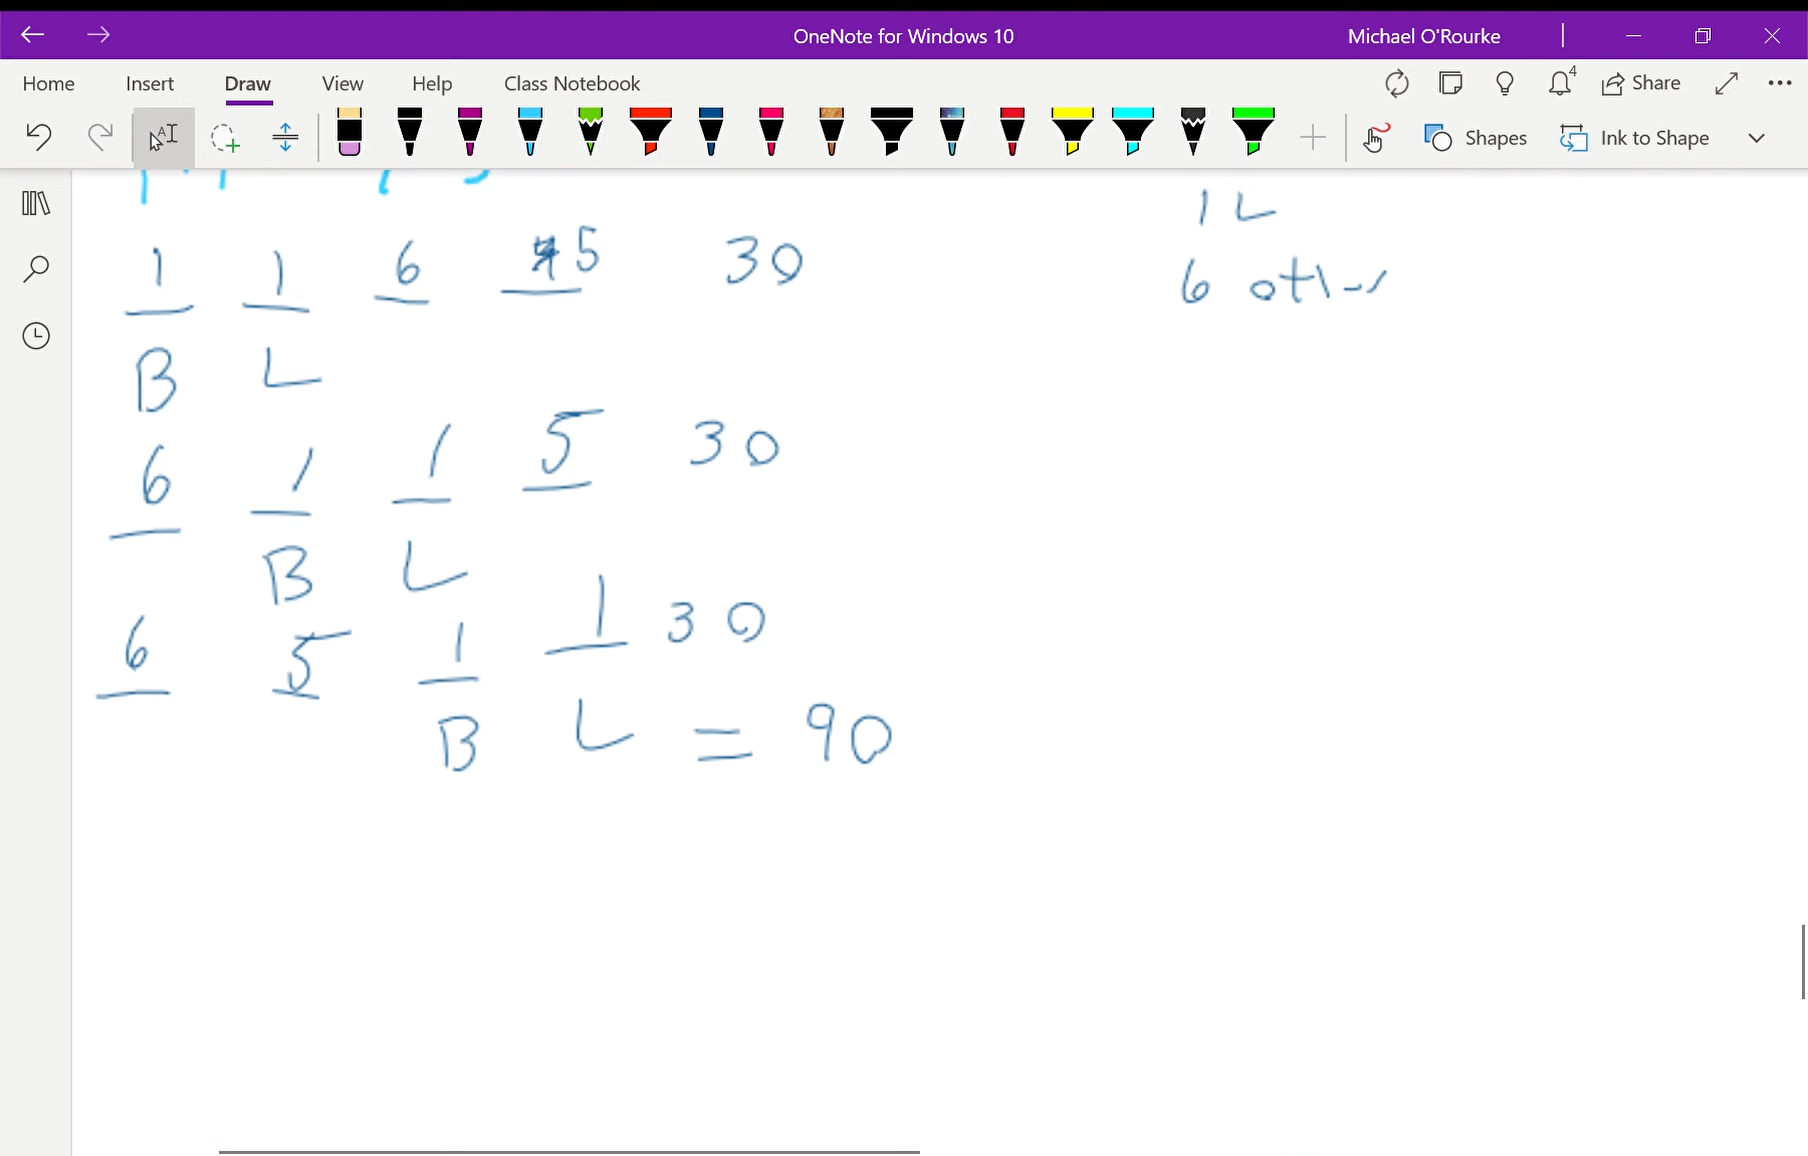 OneNote for Windows 10 Michael O'Rourke
Home Insert Draw View Help Class Notebook 4 Share
Shapes Ink to Shape
1 L
1 1 6 5 30
6 other
B L
6 1 1 5 30
B L
6 5 1 1 30
B L = 90